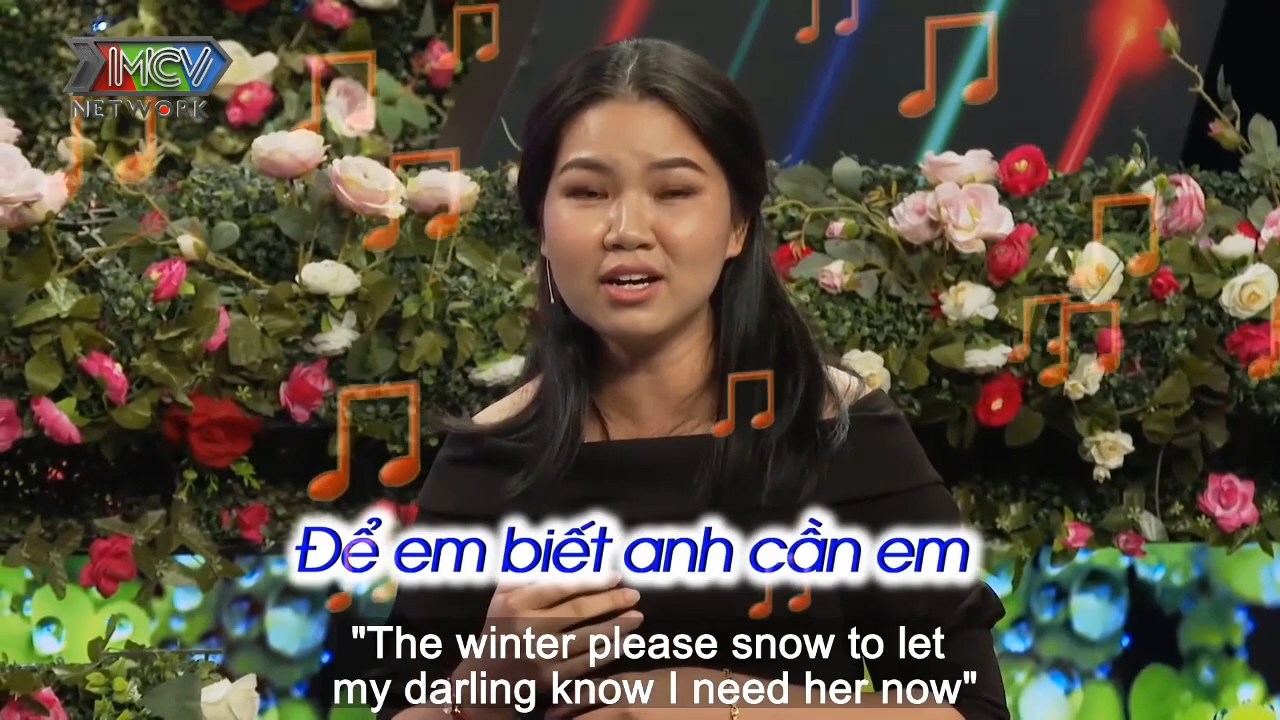 MCV
NETWORK
Để em biết anh cần em
"The winter please snow to let
my darling know I need her now"